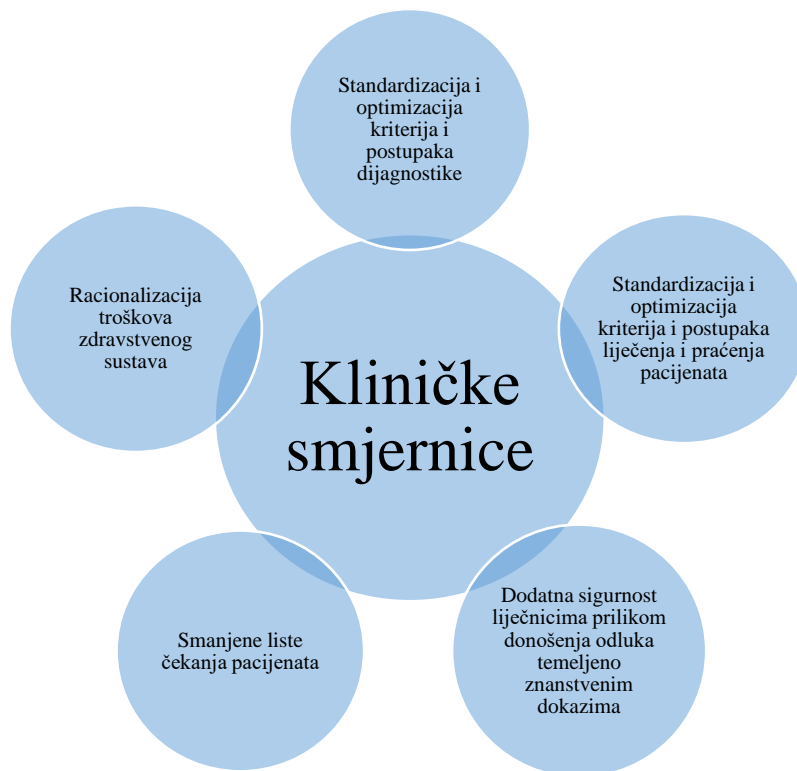 Standardizacija i
optimizacija
kriterija i
postupaka
dijagnostike
Standardizacija i
optimizacija
kriterija i postupaka
liječenja i praćenja
pacijenata
Dodatna sigurnost
liječnicima prilikom
donošenja odluka
temeljeno
znanstvenim
dokazima
Smanjene liste
čekanja pacijenata
Racionalizacija
troškova
zdravstvenog
sustava
Kliničke
smjernice